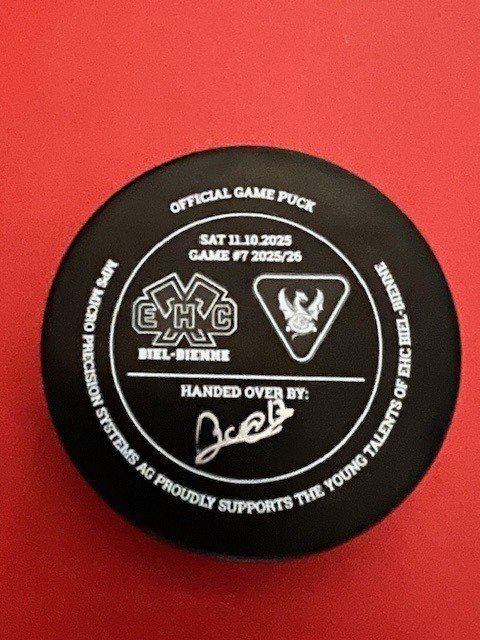 OFFICIAL GAME PUCK
SAT 11.10.2025
GAME #7 2025/26
EHC
BIEL-BIENNE
HANDED OVER BY:
MPS MICRO PRECISION SYSTEMS AG PROUDLY SUPPORTS THE YOUNG TALENTS OF EHC BIEL-BIENNE